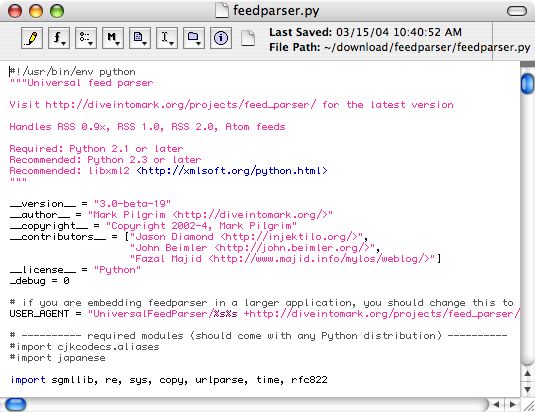 feedparser.py
Last Saved: 03/15/04 10:40:52 AM
File Path: ~/download/feedparser/feedparser.py
#!/usr/bin/env python
"""Universal feed parser
Visit http://diveintomark.org/projects/feed_parser/ for the latest version
Handles RSS 0.9x, RSS 1.0, RSS 2.0, Atom feeds
Required: Python 2.1 or later
Recommended: Python 2.3 or later
Recommended: libxml2 <http://xmlsoft.org/python.html>
"""
__version__ = "3.0-beta-19"
__author__ = "Mark Pilgrim <http://diveintomark.org/>"
__copyright__ = "Copyright 2002-4, Mark Pilgrim"
__contributors__ = ["Jason Diamond <http://injektilo.org/>",
"John Beimler <http://john.beimler.org/>",
"Fazal Majid <http://www.majid.info/mylos/weblog/>"]
__license__ = "Python"
_debug = 0
# if you are embedding feedparser in a larger application, you should change this to
USER_AGENT = "UniversalFeedParser/%s%s +http://diveintomark.org/projects/feed_parser/
# ---------- required modules (should come with any Python distribution) ----------
#import cjkcodecs.aliases
#import japanese
import sgmllib, re, sys, copy, urlparse, time, rfc822